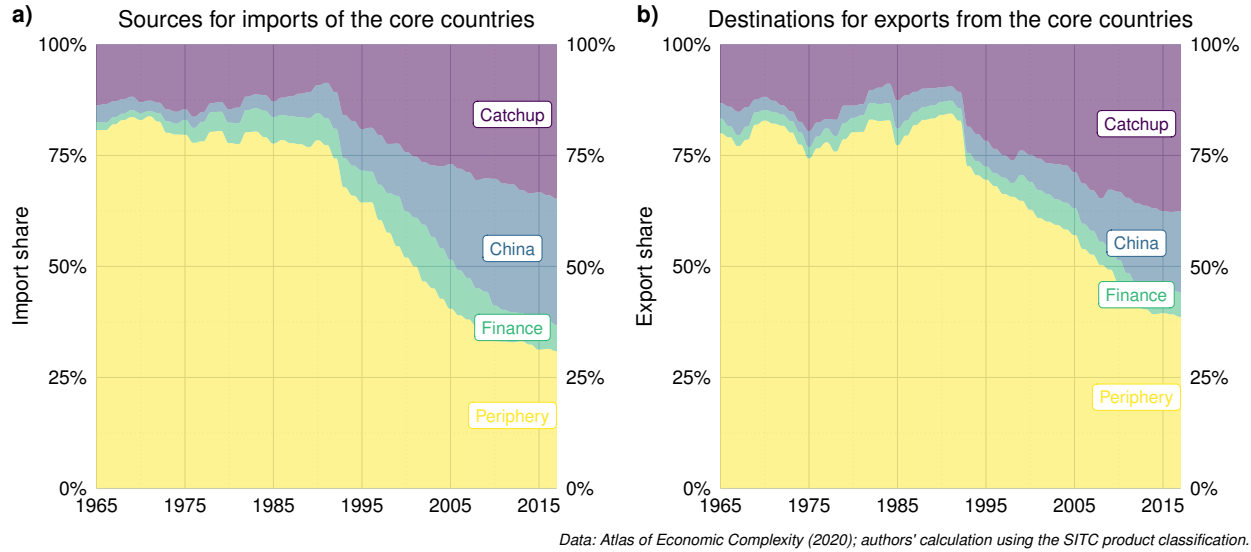 a)
Sources for imports of the core countries
100%
75%
50%
25%
0%
100%
75%
50%
25%
0%
Import share
Catchup
China
Finance
Periphery
1965
1975
1985
1995
2005
2015
b)
Destinations for exports from the core countries
100%
75%
50%
25%
0%
100%
75%
50%
25%
0%
Export share
Catchup
China
Finance
Periphery
1965
1975
1985
1995
2005
2015
Data: Atlas of Economic Complexity (2020); authors' calculation using the SITC product classification.